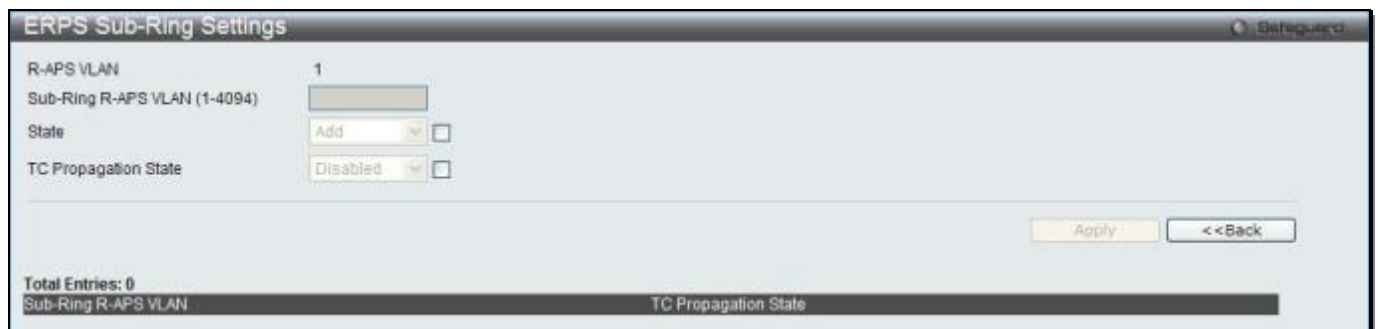 ERPS Sub-Ring Settings
Safeguard
R-APS VLAN 1
Sub-Ring R-APS VLAN (1-4094)
State Add
TC Propagation State Disabled
Apply <<Back
Total Entries: 0
Sub-Ring R-APS VLAN TC Propagation State